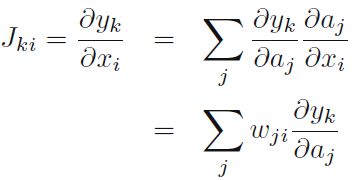 J_{ki} = \frac{\partial y_k}{\partial x_i} = \sum_j \frac{\partial y_k}{\partial a_j} \frac{\partial a_j}{\partial x_i}
= \sum_j w_{ji} \frac{\partial y_k}{\partial a_j}